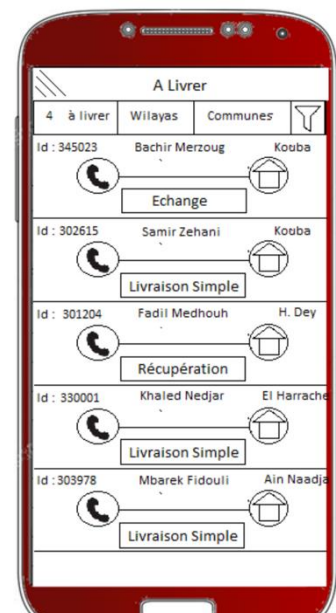 A Livrer
4 à livrer Wilayas Communes
Id : 345023 Bachir Merzoug Kouba
Echange
Id : 302615 Samir Zehani Kouba
Livraison Simple
Id : 301204 Fadil Medhouh H. Dey
Récupération
Id : 330001 Khaled Nedjar El Harrache
Livraison Simple
Id :303978 Mbarek Fidouli Ain Naadja
Livraison Simple